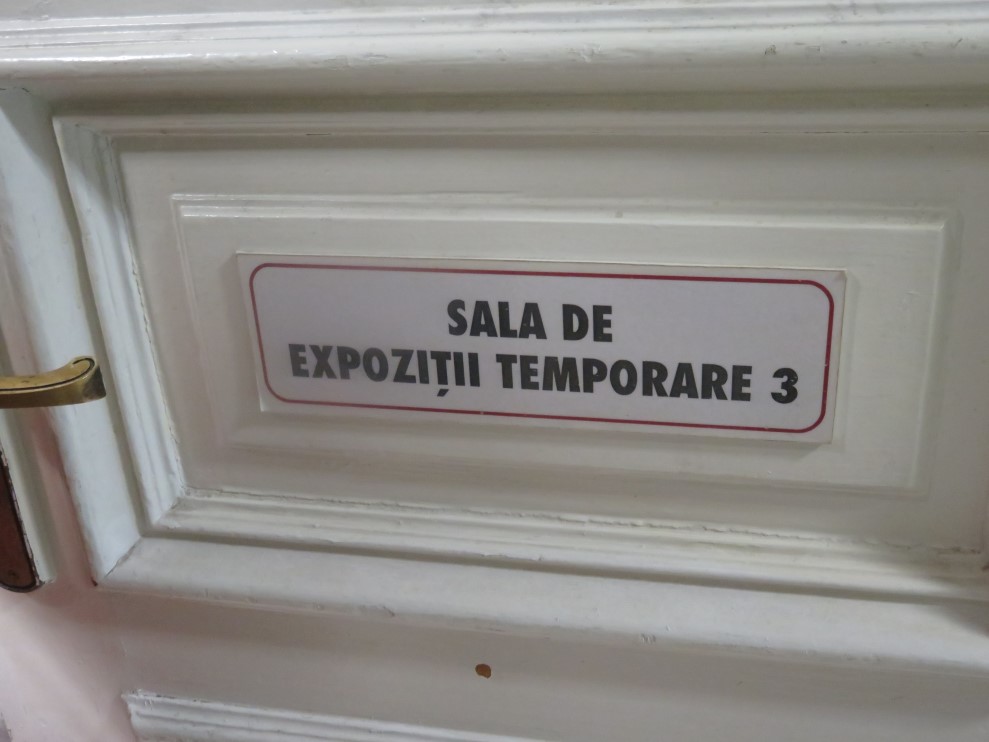 SALA DE
EXPOZIȚII TEMPORARE 3